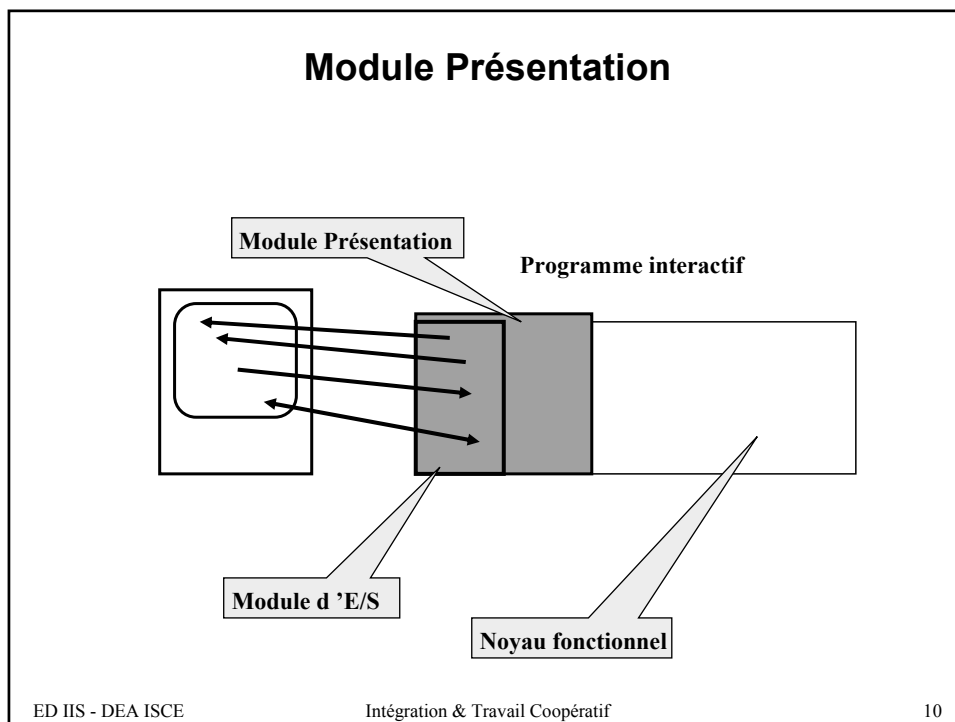 Module Présentation
Module Présentation
Programme interactif
Module d ’E/S
Noyau fonctionnel
ED IIS - DEA ISCE
Intégration & Travail Coopératif
10